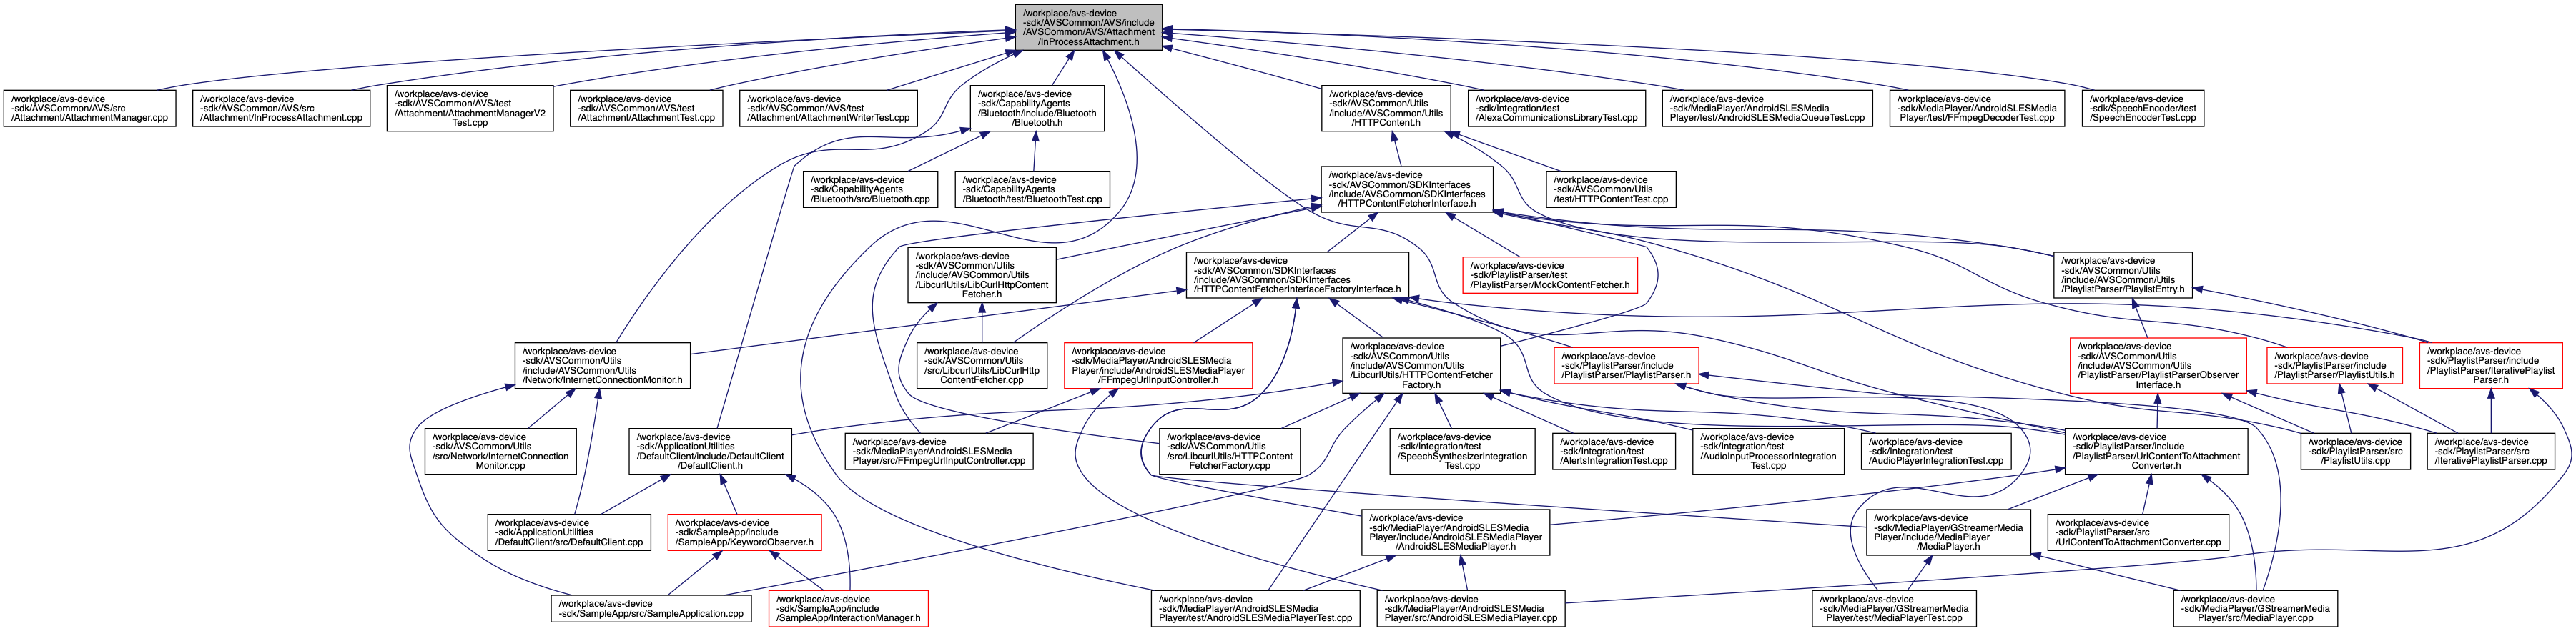 /workplace/avs-device
-sdk/AVSCommon/AVS/include
/AVSCommon/AVS/Attachment
/InProcessAttachment.h
/workplace/avs-device
-sdk/AVSCommon/AVS/src
/Attachment/AttachmentManager.cpp
/workplace/avs-device
-sdk/AVSCommon/AVS/src
/Attachment/InProcessAttachment.cpp
/workplace/avs-device
-sdk/AVSCommon/AVS/test
/Attachment/AttachmentManagerV2
Test.cpp
/workplace/avs-device
-sdk/AVSCommon/AVS/test
/Attachment/AttachmentTest.cpp
/workplace/avs-device
-sdk/AVSCommon/AVS/test
/Attachment/AttachmentWriterTest.cpp
/workplace/avs-device
-sdk/CapabilityAgents
/Bluetooth/include/Bluetooth
/Bluetooth.h
/workplace/avs-device
-sdk/AVSCommon/Utils
/include/AVSCommon/Utils
/HTTPContent.h
/workplace/avs-device
-sdk/Integration/test
/AlexaCommunicationsLibraryTest.cpp
/workplace/avs-device
-sdk/MediaPlayer/AndroidSLESMedia
Player/test/AndroidSLESMediaQueueTest.cpp
/workplace/avs-device
-sdk/MediaPlayer/AndroidSLESMedia
Player/test/FFmpegDecoderTest.cpp
/workplace/avs-device
-sdk/SpeechEncoder/test
/SpeechEncoderTest.cpp
/workplace/avs-device
-sdk/CapabilityAgents
/Bluetooth/src/Bluetooth.cpp
/workplace/avs-device
-sdk/CapabilityAgents
/Bluetooth/test/BluetoothTest.cpp
/workplace/avs-device
-sdk/AVSCommon/SDKInterfaces
/include/AVSCommon/SDKInterfaces
/HTTPContentFetcherInterface.h
/workplace/avs-device
-sdk/AVSCommon/Utils
/test/HTTPContentTest.cpp
/workplace/avs-device
-sdk/AVSCommon/Utils
/include/AVSCommon/Utils
/LibcurlUtils/LibCurlHttpContent
Fetcher.h
/workplace/avs-device
-sdk/AVSCommon/SDKInterfaces
/include/AVSCommon/SDKInterfaces
/HTTPContentFetcherInterfaceFactoryInterface.h
/workplace/avs-device
-sdk/PlaylistParser/test
/PlaylistParser/MockContentFetcher.h
/workplace/avs-device
-sdk/AVSCommon/Utils
/include/AVSCommon/Utils
/PlaylistParser/PlaylistEntry.h
/workplace/avs-device
-sdk/AVSCommon/Utils
/include/AVSCommon/Utils
/Network/InternetConnectionMonitor.h
/workplace/avs-device
-sdk/AVSCommon/Utils
/src/LibcurlUtils/LibCurlHttp
ContentFetcher.cpp
/workplace/avs-device
-sdk/MediaPlayer/AndroidSLESMedia
Player/include/AndroidSLESMediaPlayer
/FFmpegUrlInputController.h
/workplace/avs-device
-sdk/AVSCommon/Utils
/include/AVSCommon/Utils
/LibcurlUtils/HTTPContentFetcher
Factory.h
/workplace/avs-device
-sdk/PlaylistParser/include
/PlaylistParser/PlaylistParser.h
/workplace/avs-device
-sdk/AVSCommon/Utils
/include/AVSCommon/Utils
/PlaylistParser/PlaylistParserObserver
Interface.h
/workplace/avs-device
-sdk/PlaylistParser/include
/PlaylistParser/PlaylistUtils.h
/workplace/avs-device
-sdk/PlaylistParser/include
/PlaylistParser/IterativePlaylist
Parser.h
/workplace/avs-device
-sdk/AVSCommon/Utils
/src/Network/InternetConnection
Monitor.cpp
/workplace/avs-device
-sdk/ApplicationUtilities
/DefaultClient/include/DefaultClient
/DefaultClient.h
/workplace/avs-device
-sdk/MediaPlayer/AndroidSLESMedia
Player/src/FFmpegUrlInputController.cpp
/workplace/avs-device
-sdk/AVSCommon/Utils
/src/LibcurlUtils/HTTPContent
FetcherFactory.cpp
/workplace/avs-device
-sdk/Integration/test
/SpeechSynthesizerIntegration
Test.cpp
/workplace/avs-device
-sdk/Integration/test
/AlertsIntegrationTest.cpp
/workplace/avs-device
-sdk/Integration/test
/AudioInputProcessorIntegration
Test.cpp
/workplace/avs-device
-sdk/Integration/test
/AudioPlayerIntegrationTest.cpp
/workplace/avs-device
-sdk/PlaylistParser/include
/PlaylistParser/UrlContentToAttachment
Converter.h
/workplace/avs-device
-sdk/PlaylistParser/src
/PlaylistUtils.cpp
/workplace/avs-device
-sdk/PlaylistParser/src
/IterativePlaylistParser.cpp
/workplace/avs-device
-sdk/ApplicationUtilities
/DefaultClient/src/DefaultClient.cpp
/workplace/avs-device
-sdk/SampleApp/include
/SampleApp/KeywordObserver.h
/workplace/avs-device
-sdk/MediaPlayer/AndroidSLESMedia
Player/include/AndroidSLESMediaPlayer
/AndroidSLESMediaPlayer.h
/workplace/avs-device
-sdk/MediaPlayer/GStreamerMedia
Player/include/MediaPlayer
/MediaPlayer.h
/workplace/avs-device
-sdk/PlaylistParser/src
/UrlContentToAttachmentConverter.cpp
/workplace/avs-device
-sdk/SampleApp/src/SampleApplication.cpp
/workplace/avs-device
-sdk/SampleApp/include
/SampleApp/InteractionManager.h
/workplace/avs-device
-sdk/MediaPlayer/AndroidSLESMedia
Player/test/AndroidSLESMediaPlayerTest.cpp
/workplace/avs-device
-sdk/MediaPlayer/AndroidSLESMedia
Player/src/AndroidSLESMediaPlayer.cpp
/workplace/avs-device
-sdk/MediaPlayer/GStreamerMedia
Player/test/MediaPlayerTest.cpp
/workplace/avs-device
-sdk/MediaPlayer/GStreamerMedia
Player/src/MediaPlayer.cpp